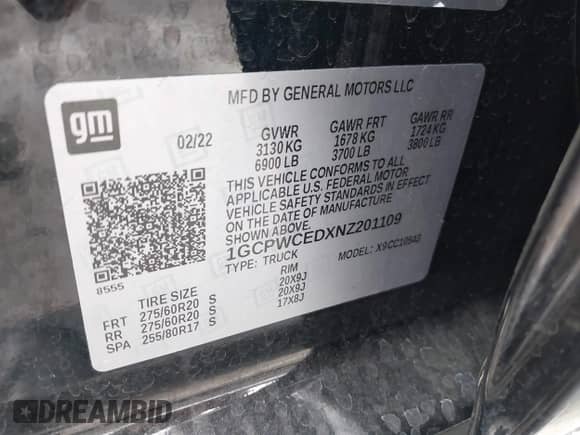 gm
MFD BY GENERAL MOTORS LLC
02/22 GVWR GAWR FRT GAWR RR
3130 KG 1678 KG 1724 KG
6900 LB 3700 LB 3800 LB
THIS VEHICLE CONFORMS TO ALL
APPLICABLE U.S. FEDERAL MOTOR
VEHICLE SAFETY STANDARDS IN EFFECT
ON THE DATE OF MANUFACTURE
SHOWN ABOVE.
1GCPWCEDXNZ201109
TYPE: TRUCK MODEL: X9CC10543
8555
TIRE SIZE RIM
FRT 275/60R20 S 20X9J
RR 275/60R20 S 20X9J
SPA 255/80R17 S 17X8J
DREAMBID